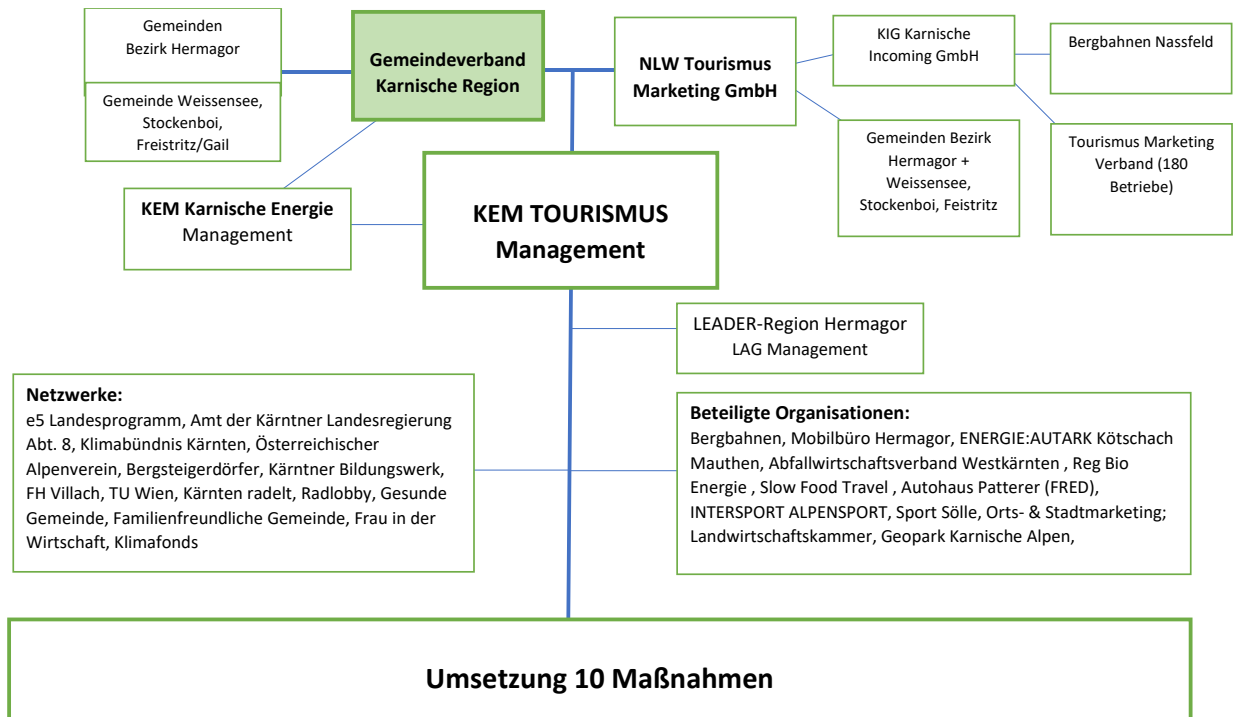 Gemeinden
Bezirk Hermagor
Gemeinde Weissensee,
Stockenboi,
Freistritz/Gail
Gemeindeverband
Karnische Region
NLW Tourismus
Marketing GmbH
KIG Karnische
Incoming GmbH
Bergbahnen Nassfeld
Gemeinden Bezirk
Hermagor +
Weissensee,
Stockenboi, Feistritz
Tourismus Marketing
Verband (180
Betriebe)
KEM Karnische Energie
Management
KEM TOURISMUS
Management
LEADER-Region Hermagor
LAG Management
Netzwerke:
e5 Landesprogramm, Amt der Kärntner Landesregierung
Abt. 8, Klimabündnis Kärnten, Österreichischer
Alpenverein, Bergsteigerdörfer, Kärntner Bildungswerk,
FH Villach, TU Wien, Kärnten radelt, Radlobby, Gesunde
Gemeinde, Familienfreundliche Gemeinde, Frau in der
Wirtschaft, Klimafonds
Beteiligte Organisationen:
Bergbahnen, Mobilbüro Hermagor, ENERGIE:AUTARK Kötschach
Mauthen, Abfallwirtschaftsverband Westkärnten , Reg Bio
Energie , Slow Food Travel , Autohaus Patterer (FRED),
INTERSPORT ALPENSPORT, Sport Sölle, Orts- & Stadtmarketing;
Landwirtschaftskammer, Geopark Karnische Alpen,
Umsetzung 10 Maßnahmen